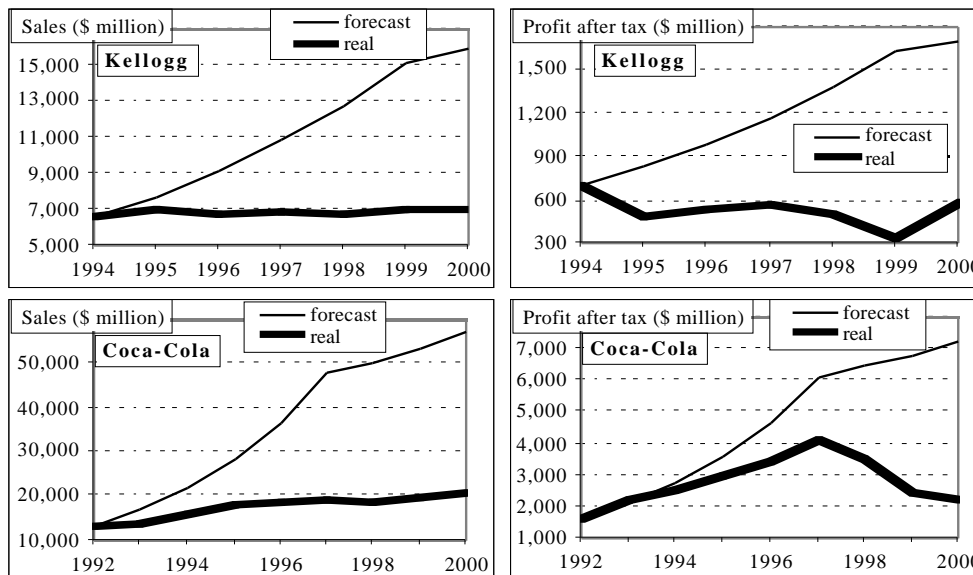 Sales ($ million)
forecast
real
Kellogg
15,000
13,000
11,000
9,000
7,000
5,000
1994 1995 1996 1997 1998 1999 2000
Profit after tax ($ million)
Kellogg
1,500
1,200
forecast
real
900
600
300
1994 1995 1996 1997 1998 1999 2000
Sales ($ million)
forecast
real
Coca-Cola
50,000
40,000
30,000
20,000
10,000
1992 1994 1996 1998 2000
Profit after tax ($ million)
forecast
real
Coca-Cola
7,000
6,000
5,000
4,000
3,000
2,000
1,000
1992 1994 1996 1998 2000